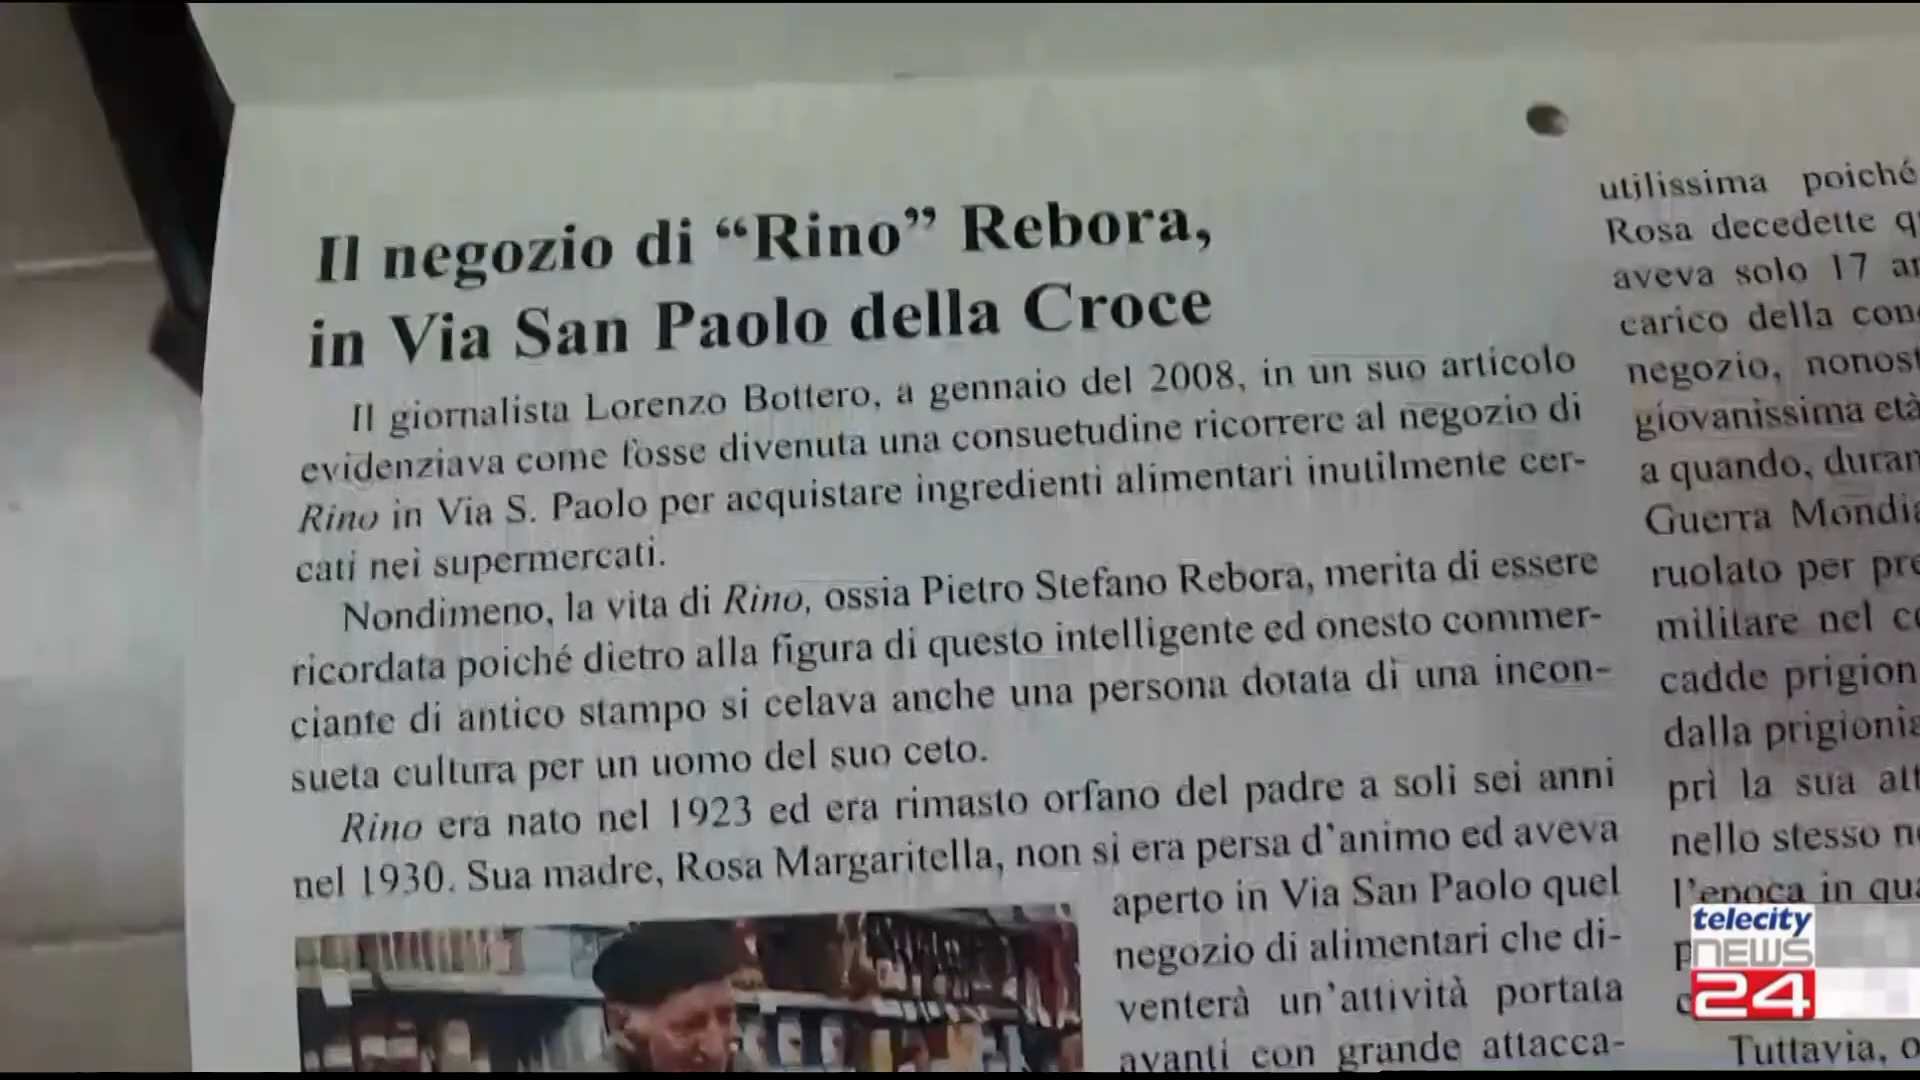 Il negozio di “Rino” Rebora,
in Via San Paolo della Croce
Il giornalista Lorenzo Bottero, a gennaio del 2008, in un suo articolo
evidenziava come fosse divenuta una consuetudine ricorrere al negozio di
Rino in Via S. Paolo per acquistare ingredienti alimentari inutilmente cer-
cati nei supermercati.
Nondimeno, la vita di Rino, ossia Pietro Stefano Rebora, merita di essere
ricordata poiché dietro alla figura di questo intelligente ed onesto commer-
ciante di antico stampo si celava anche una persona dotata di una incon-
sueta cultura per un uomo del suo ceto.
Rino era nato nel 1923 ed era rimasto orfano del padre a soli sei anni
nel 1930. Sua madre, Rosa Margaritella, non si era persa d’animo ed aveva
aperto in Via San Paolo quel
negozio di alimentari che di-
venterà un’attività portata
avanti con grande attacca-
utilissima poiché
Rosa decedette
aveva solo 17
carico della
negozio,
giovanissima età
a quando,
Guerra
ruolato per
militare nel
cadde
dalla
prì la sua
nello stesso
l’epoca in
Tuttavia,
telecity
NEWS
24